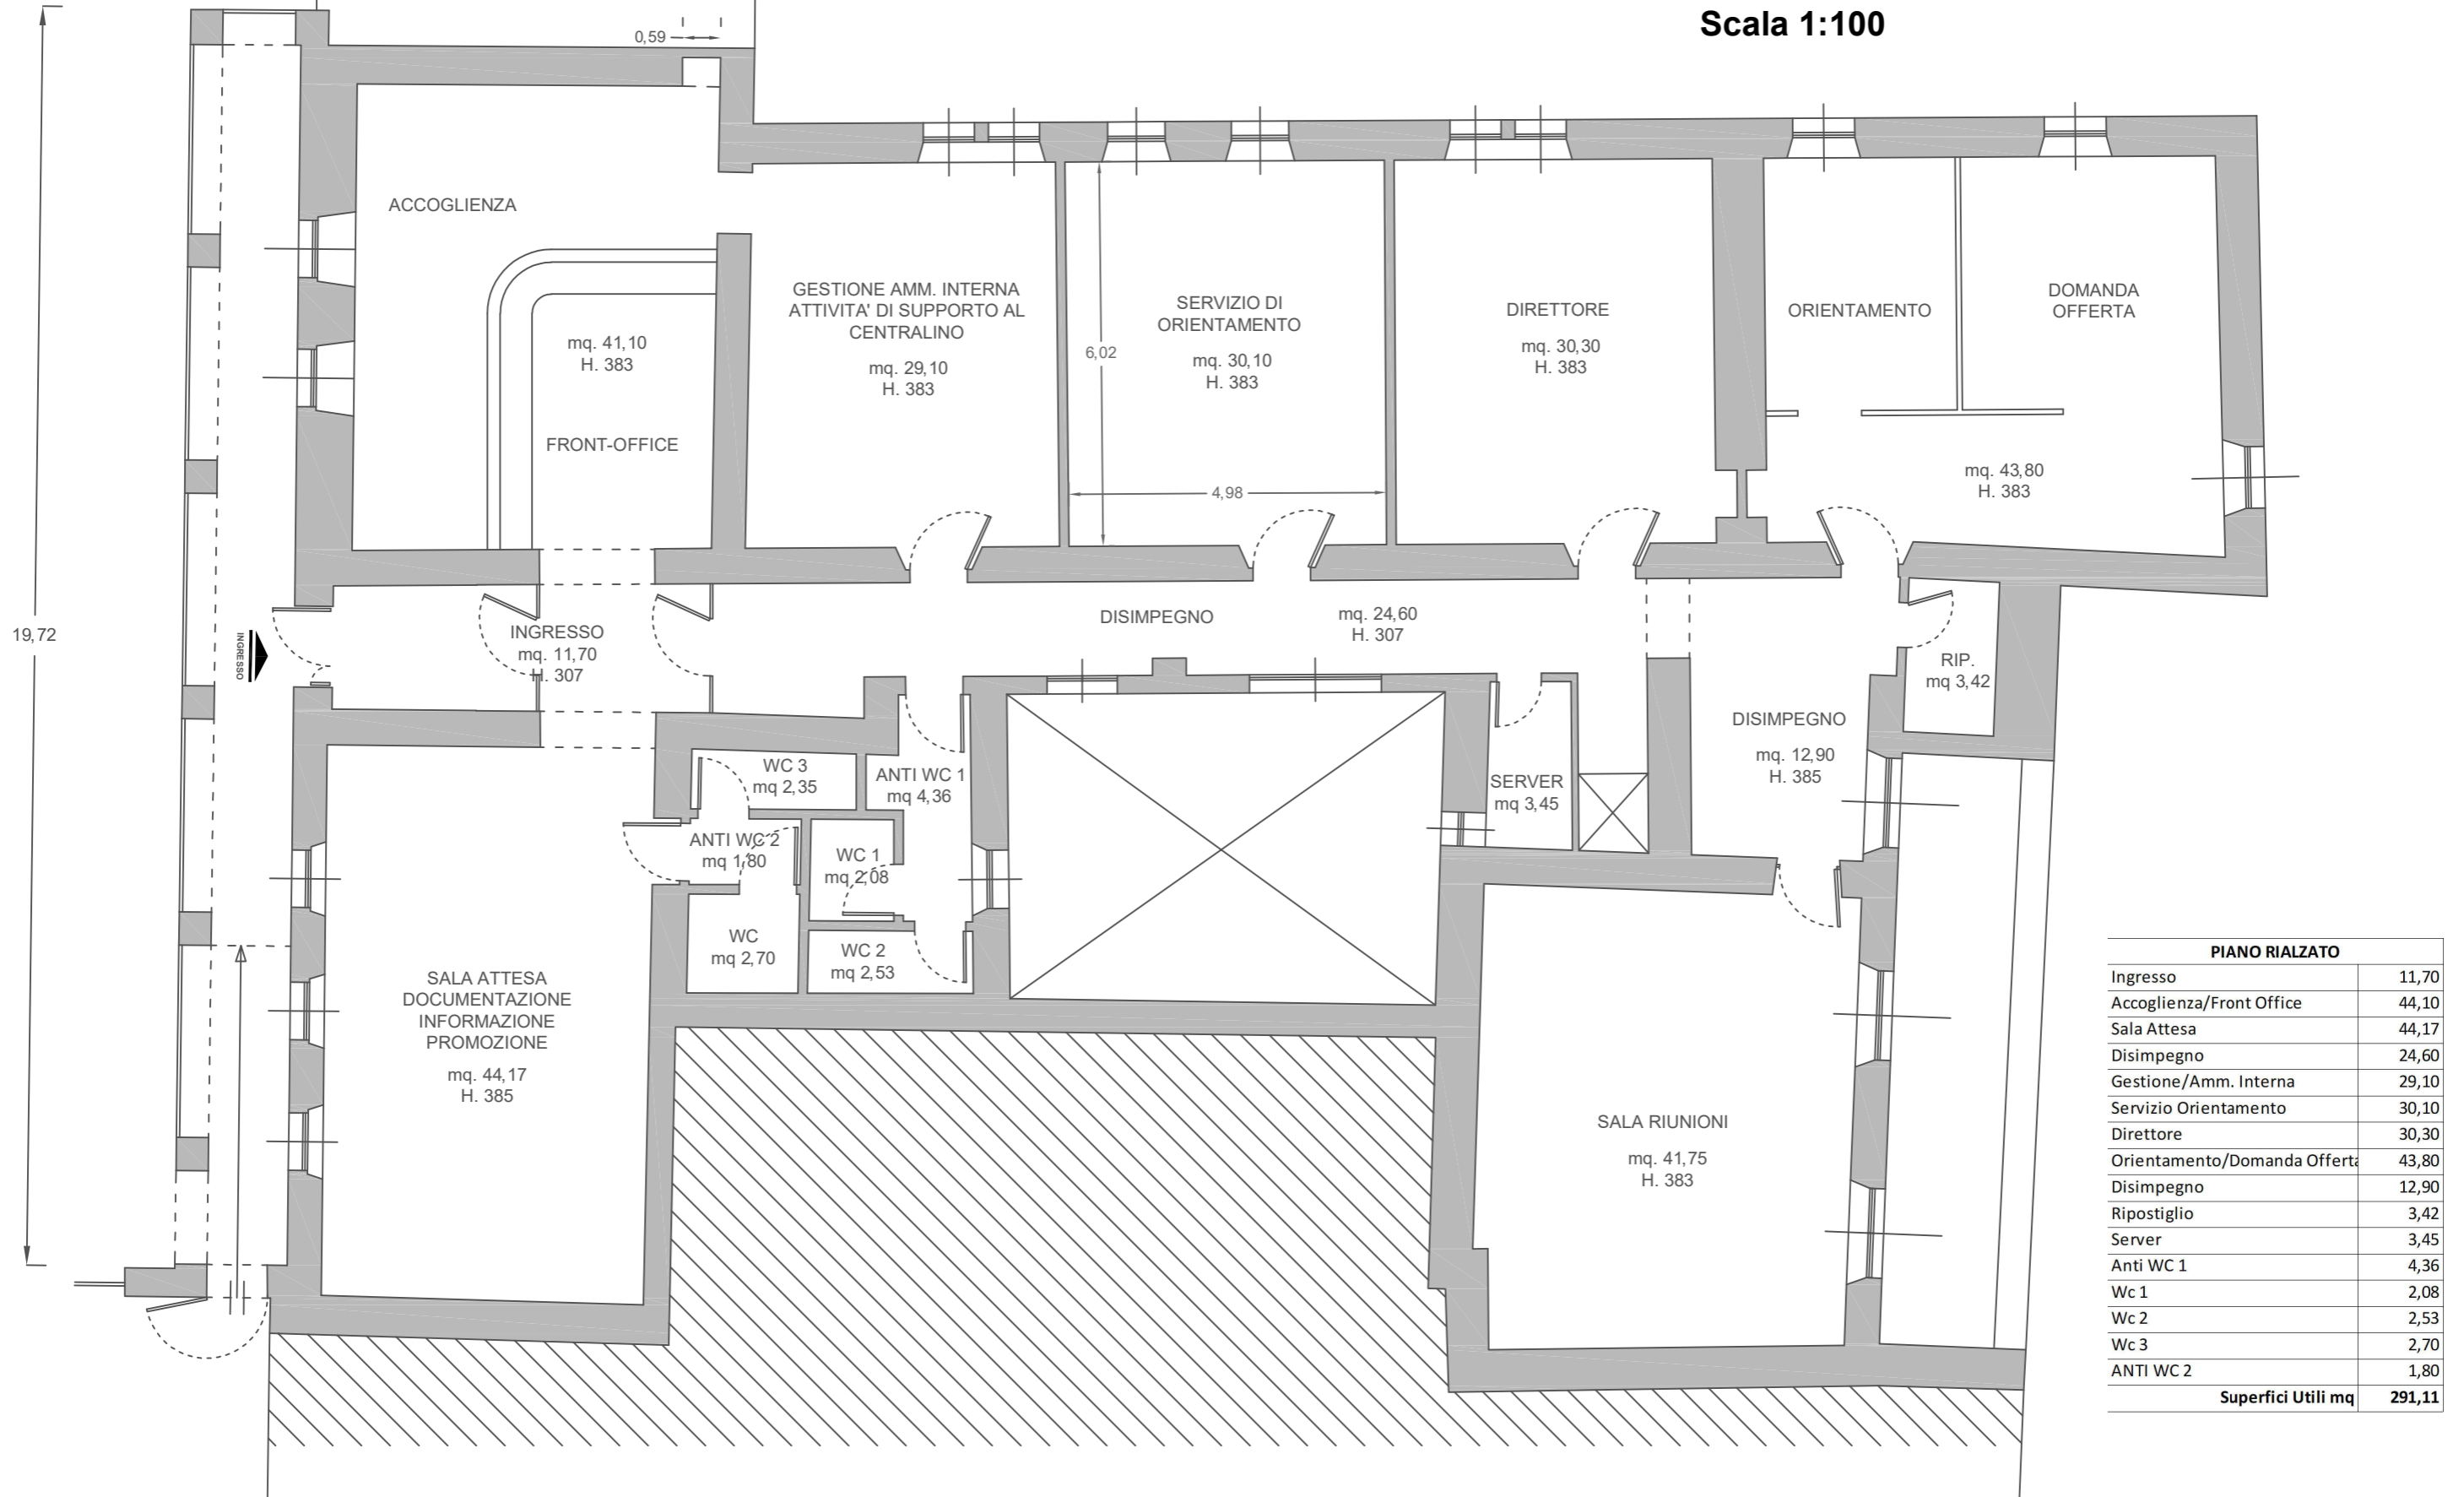 Scala 1:100
0,59
19,72
ACCOGLIENZA
mq. 41,10
H. 383
FRONT-OFFICE
GESTIONE AMM. INTERNA
ATTIVITA' DI SUPPORTO AL
CENTRALINO
mq. 29,10
H. 383
SERVIZIO DI
ORIENTAMENTO
mq. 30,10
H. 383
6,02
4,98
DIRETTORE
mq. 30,30
H. 383
ORIENTAMENTO
DOMANDA
OFFERTA
mq. 43,80
H. 383
INGRESSO
INGRESSO
mq. 11,70
H. 307
DISIMPEGNO
mq. 24,60
H. 307
RIP.
mq 3,42
DISIMPEGNO
mq. 12,90
H. 385
WC 3
mq 2,35
ANTI WC 1
mq 4,36
ANTI WC 2
mq 1,80
WC 1
mq 2,08
WC
mq 2,70
WC 2
mq 2,53
SERVER
mq 3,45
SALA ATTESA
DOCUMENTAZIONE
INFORMAZIONE
PROMOZIONE
mq. 44,17
H. 385
SALA RIUNIONI
mq. 41,75
H. 383
PIANO RIALZATO
Ingresso 11,70
Accoglienza/Front Office 44,10
Sala Attesa 44,17
Disimpegno 24,60
Gestione/Amm. Interna 29,10
Servizio Orientamento 30,10
Direttore 30,30
Orientamento/Domanda Offerta 43,80
Disimpegno 12,90
Ripostiglio 3,42
Server 3,45
Anti WC 1 4,36
Wc 1 2,08
Wc 2 2,53
Wc 3 2,70
ANTI WC 2 1,80
Superfici Utili mq 291,11